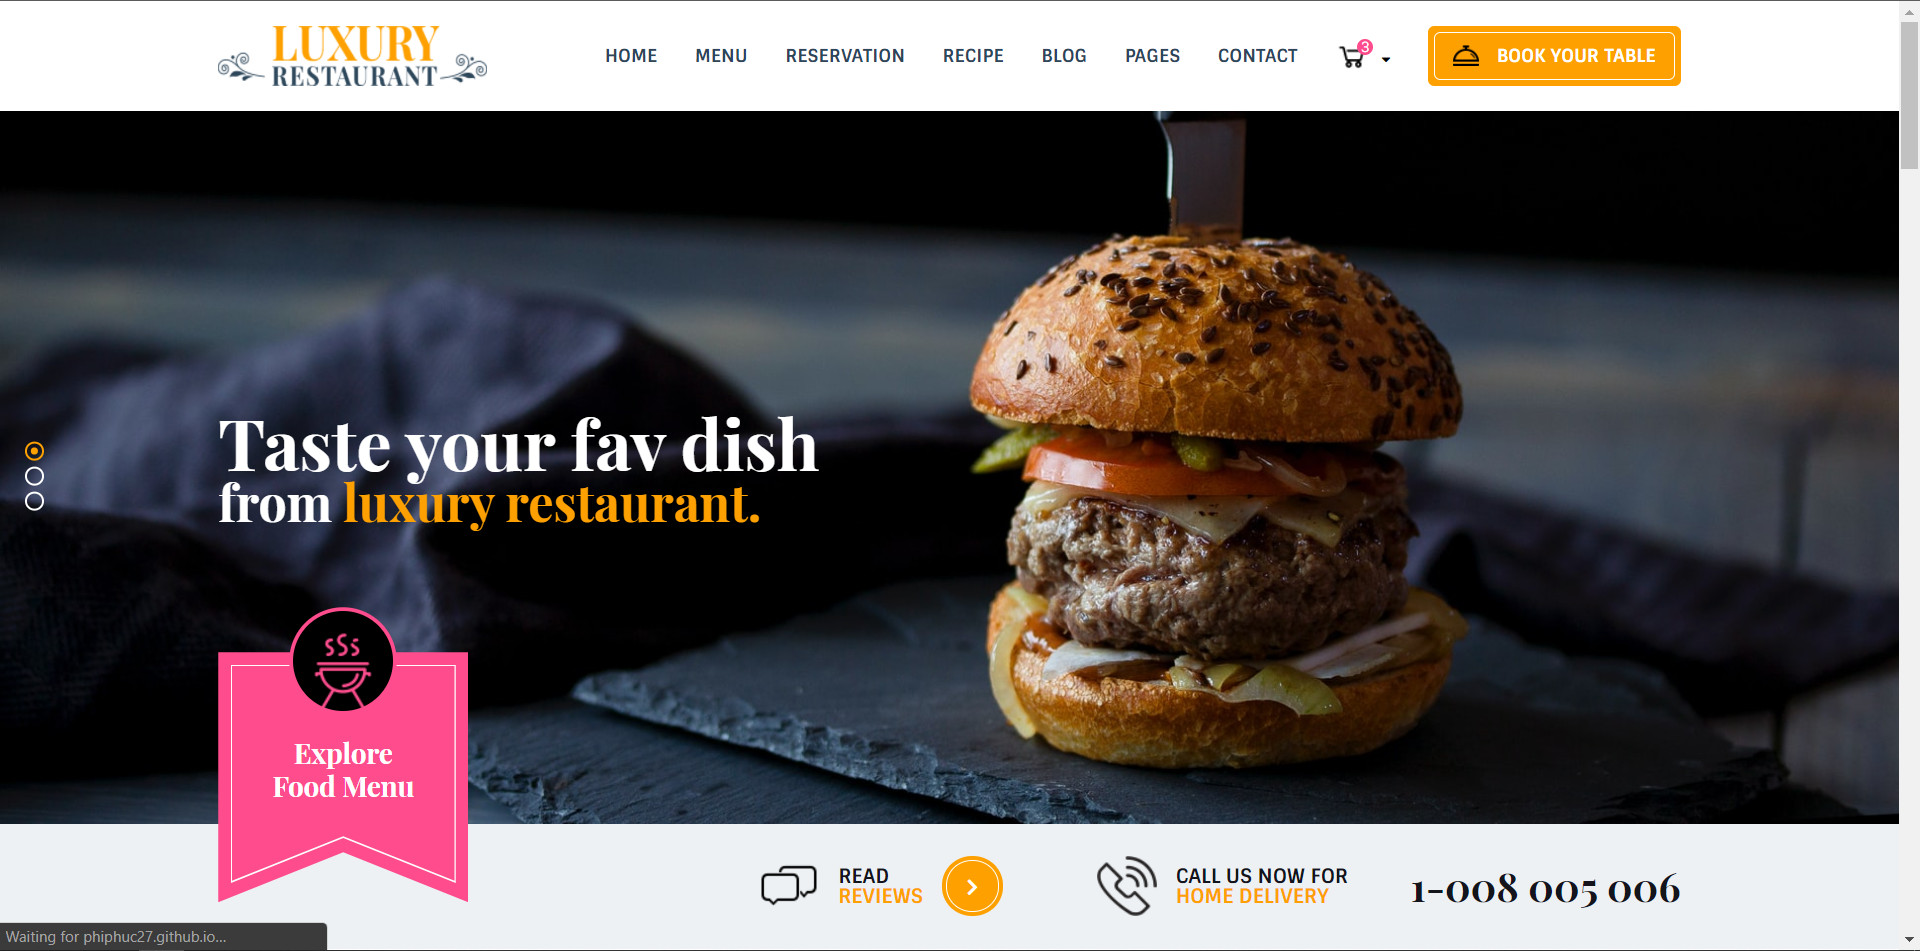 LUXURY
RESTAURANT
HOME MENU RESERVATION RECIPE BLOG PAGES CONTACT 3 BOOK YOUR TABLE
Taste your fav dish
from luxury restaurant.
Explore
Food Menu
READ
REVIEWS
CALL US NOW FOR
HOME DELIVERY
1-008 005 006
Waiting for phiphuc27.github.io...